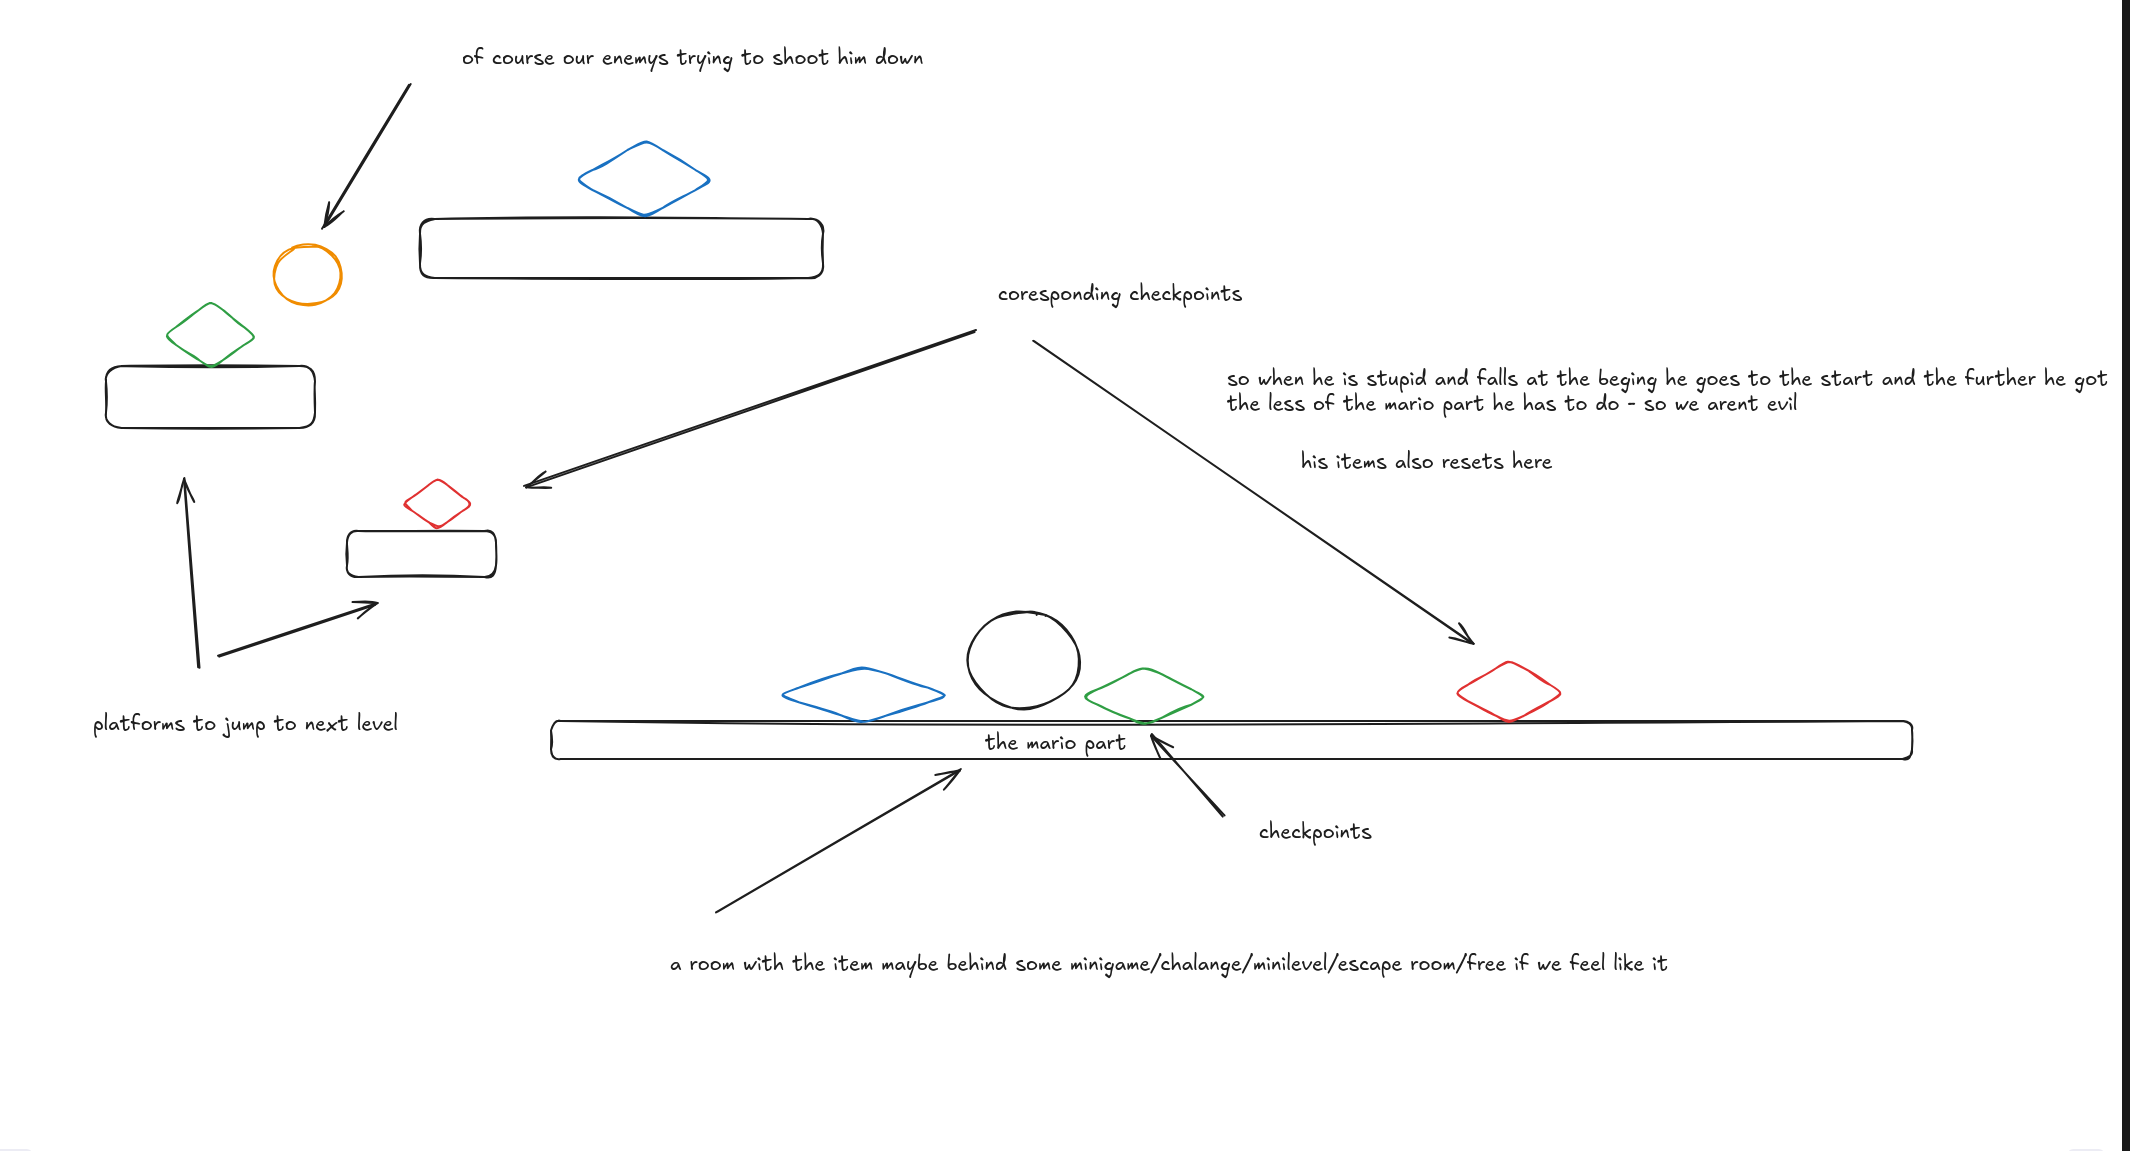 of course our enemys trying to shoot him down
coresponding checkpoints
so when he is stupid and falls at the beging he goes to the start and the further he got
the less of the mario part he has to do - so we arent evil
his items also resets here
platforms to jump to next level
the mario part
checkpoints
a room with the item maybe behind some minigame/chalange/minilevel/escape room/free if we feel like it